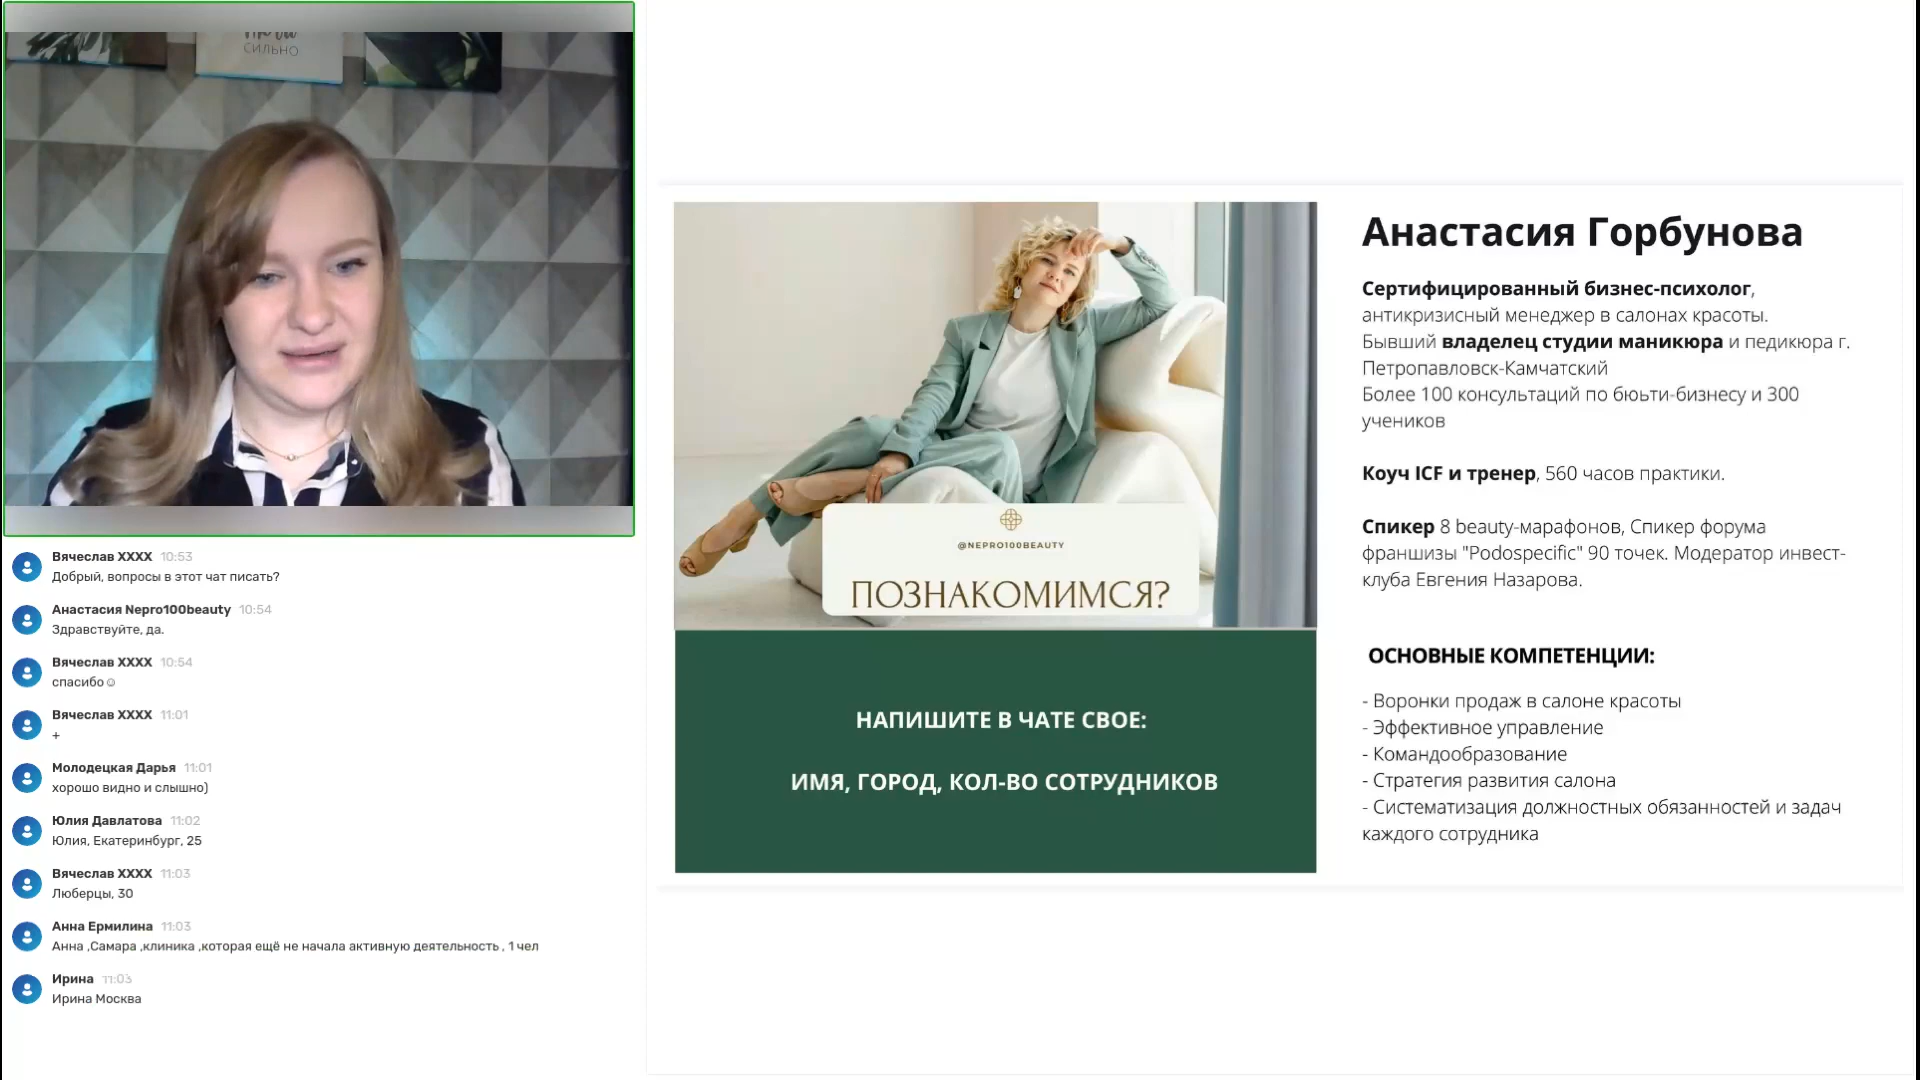 СИЛЬНО
Вячеслав XXXX 10:53
Добрый, вопросы в этот чат писать?
Анастасия Nepro100beauty 10:54
Здравствуйте, да.
Вячеслав XXXX 10:54
спасибо☺
Вячеслав XXXX 11:01
+
Молодецкая Дарья 11:01
хорошо видно и слышно)
Юлия Давлатова 11:02
Юлия, Екатеринбург, 25
Вячеслав XXXX 11:03
Люберцы, 30
Анна Ермилина 11:03
Анна ,Самара ,клиника ,которая ещё не начала активную деятельность , 1 чел
Ирина 11:03
Ирина Москва
@NEPRO100BEAUTY
ПОЗНАКОМИМСЯ?
НАПИШИТЕ В ЧАТЕ СВОЕ:
ИМЯ, ГОРОД, КОЛ-ВО СОТРУДНИКОВ
Анастасия Горбунова
Сертифицированный бизнес-психолог,
антикризисный менеджер в салонах красоты.
Бывший владелец студии маникюра и педикюра г.
Петропавловск-Камчатский
Более 100 консультаций по бьюти-бизнесу и 300
учеников
Коуч ICF и тренер, 560 часов практики.
Спикер 8 beauty-марафонов, Спикер форума
франшизы "Podospecific" 90 точек. Модератор инвест-
клуба Евгения Назарова.
ОСНОВНЫЕ КОМПЕТЕНЦИИ:
- Воронки продаж в салоне красоты
- Эффективное управление
- Командообразование
- Стратегия развития салона
- Систематизация должностных обязанностей и задач
каждого сотрудника